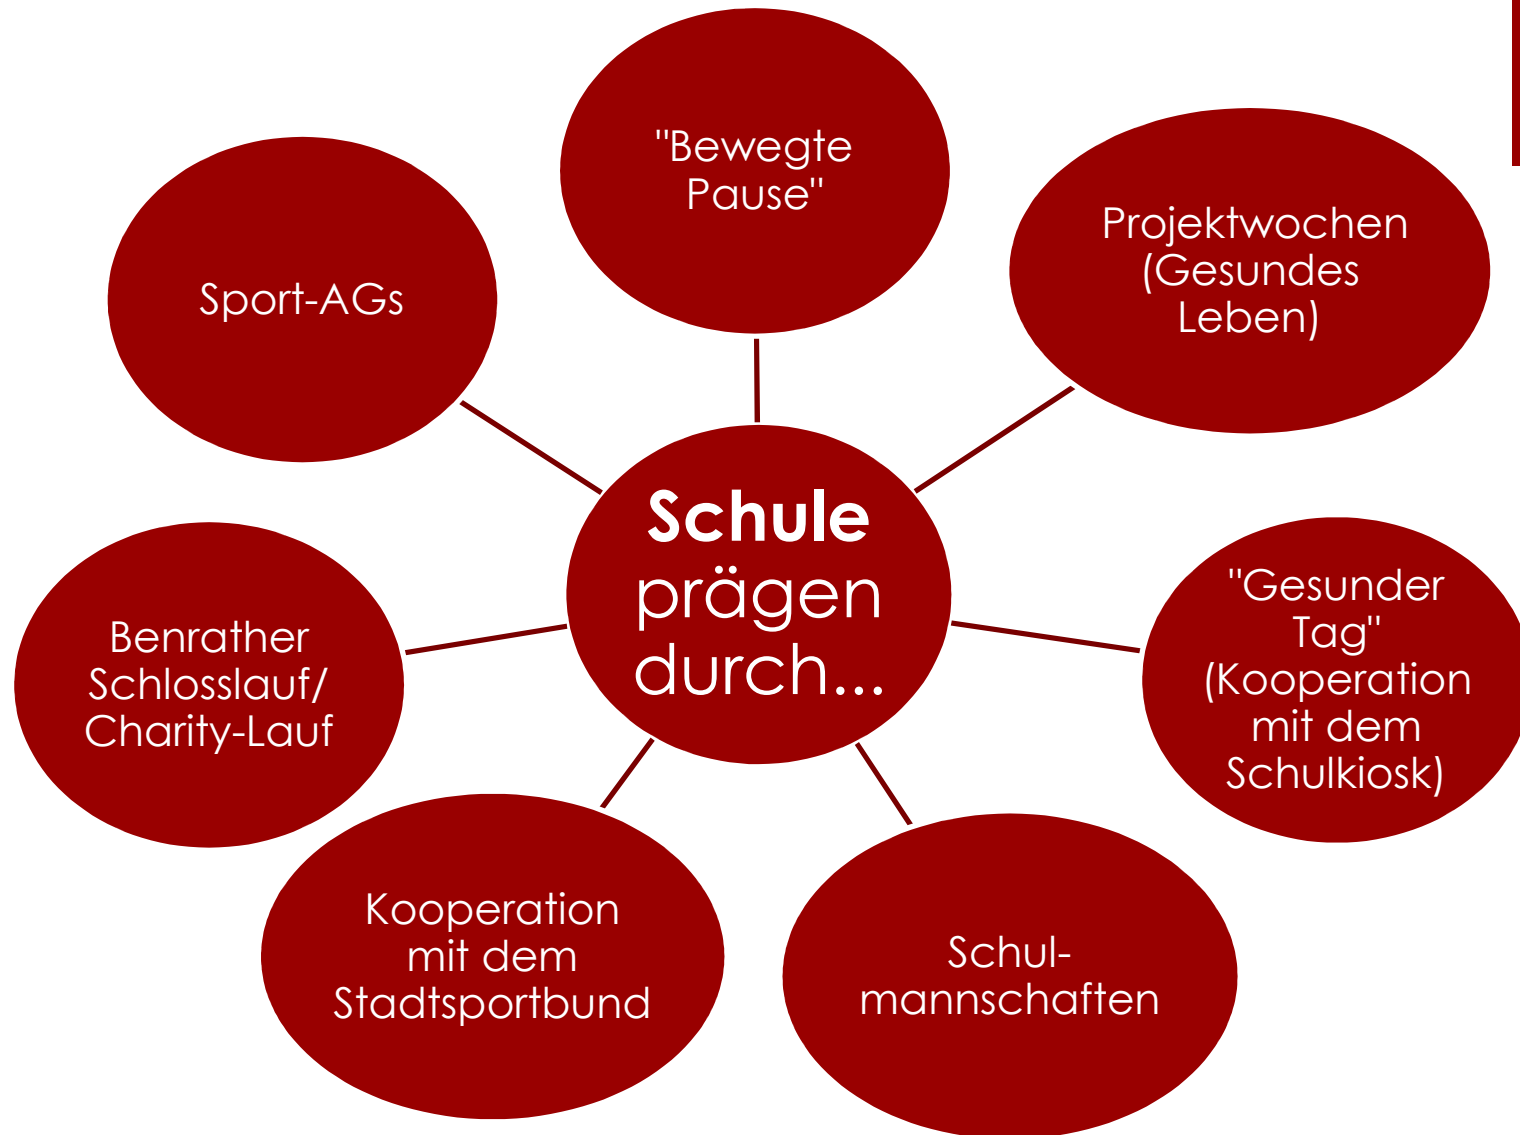 "Bewegte
Pause"
Projektwochen
(Gesundes
Leben)
Sport-AGs
Schule
prägen
durch...
"Gesunder
Tag"
(Kooperation
mit dem
Schulkiosk)
Benrather
Schlosslauf/
Charity-Lauf
Kooperation
mit dem
Stadtsportbund
Schul-
mannschaften